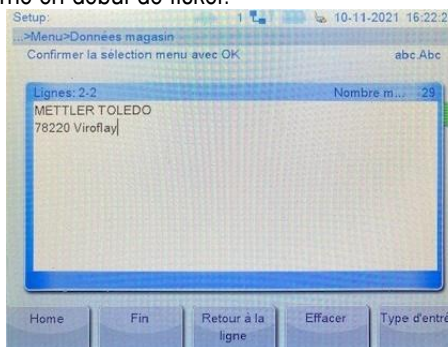 Setup: 1 10-11-2021 16:22:2
...>Menu>Données magasin
Confirmer la sélection menu avec OK abc Abc
Lignes: 2-2 Nombre m... 29
METTLER TOLEDO
78220 Viroflay
Home Fin Retour à la ligne Effacer Type d'entré